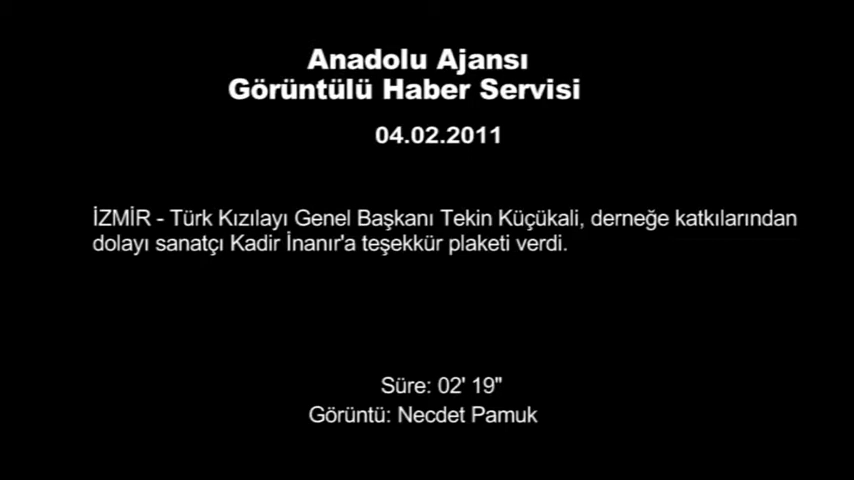 Anadolu Ajansı
Görüntülü Haber Servisi
04.02.2011
İZMİR - Türk Kızılayı Genel Başkanı Tekin Küçükali, derneğe katkılarından
dolayı sanatçı Kadir İnanır'a teşekkür plaketi verdi.
Süre: 02' 19"
Görüntü: Necdet Pamuk